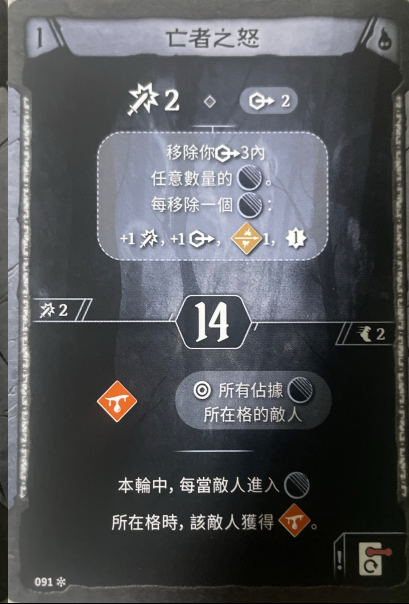 1 亡者之怒
2 ◇ 2
移除你3內
任意數量的。
每移除一個：
+1, +1, 1, 1
2
14
2
所有佔據
所在格的敵人
本輪中, 每當敵人進入
所在格時, 該敵人獲得。
!
091